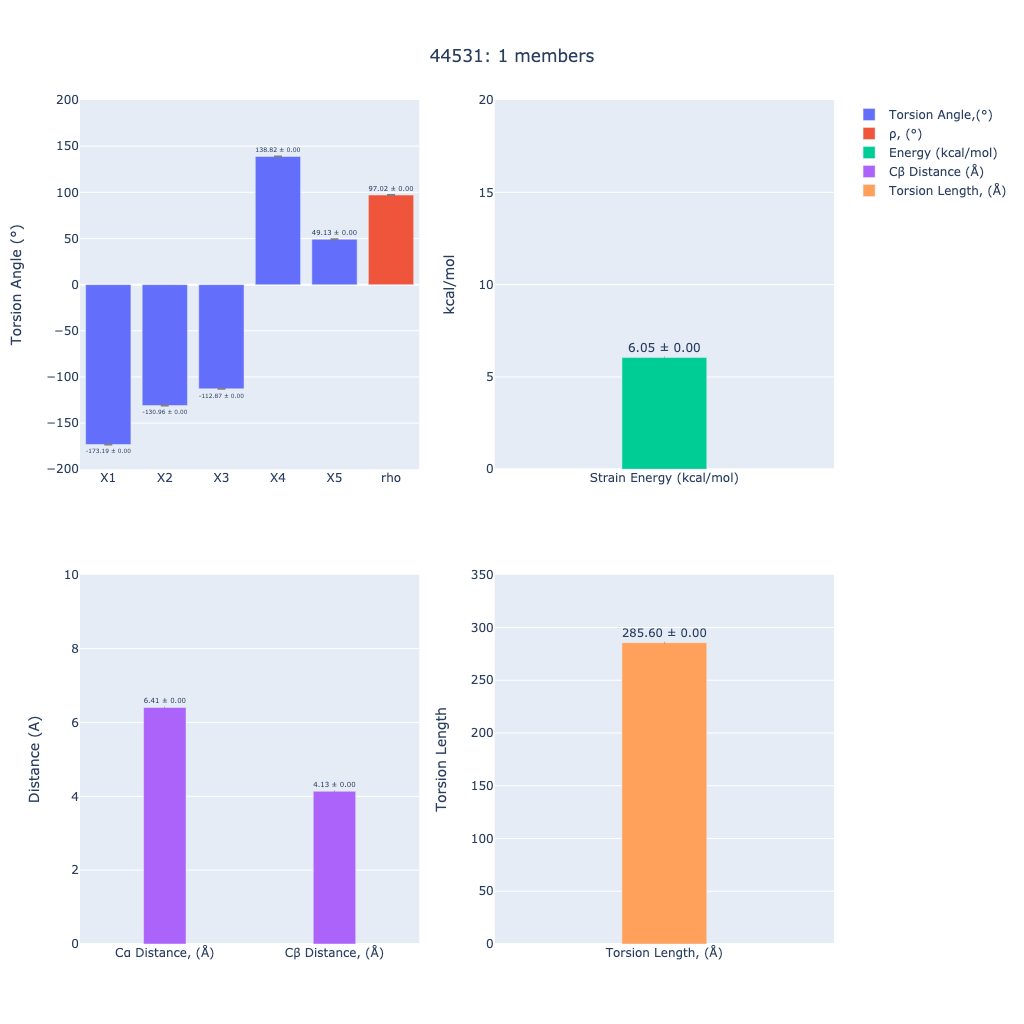 44531: 1 members
Torsion Angle (°)
200
150
100
50
0
−50
−100
−150
−200
-173.19 ± 0.00
-130.96 ± 0.00
-112.87 ± 0.00
138.82 ± 0.00
49.13 ± 0.00
97.02 ± 0.00
X1 X2 X3 X4 X5 rho
kcal/mol
20
15
10
5
0
6.05 ± 0.00
Strain Energy (kcal/mol)
Torsion Angle,(°)
ρ, (°)
Energy (kcal/mol)
Cβ Distance (Å)
Torsion Length, (Å)
Distance (A)
10
8
6
4
2
0
6.41 ± 0.00
4.13 ± 0.00
Cα Distance, (Å) Cβ Distance, (Å)
Torsion Length
350
300
250
200
150
100
50
0
285.60 ± 0.00
Torsion Length, (Å)